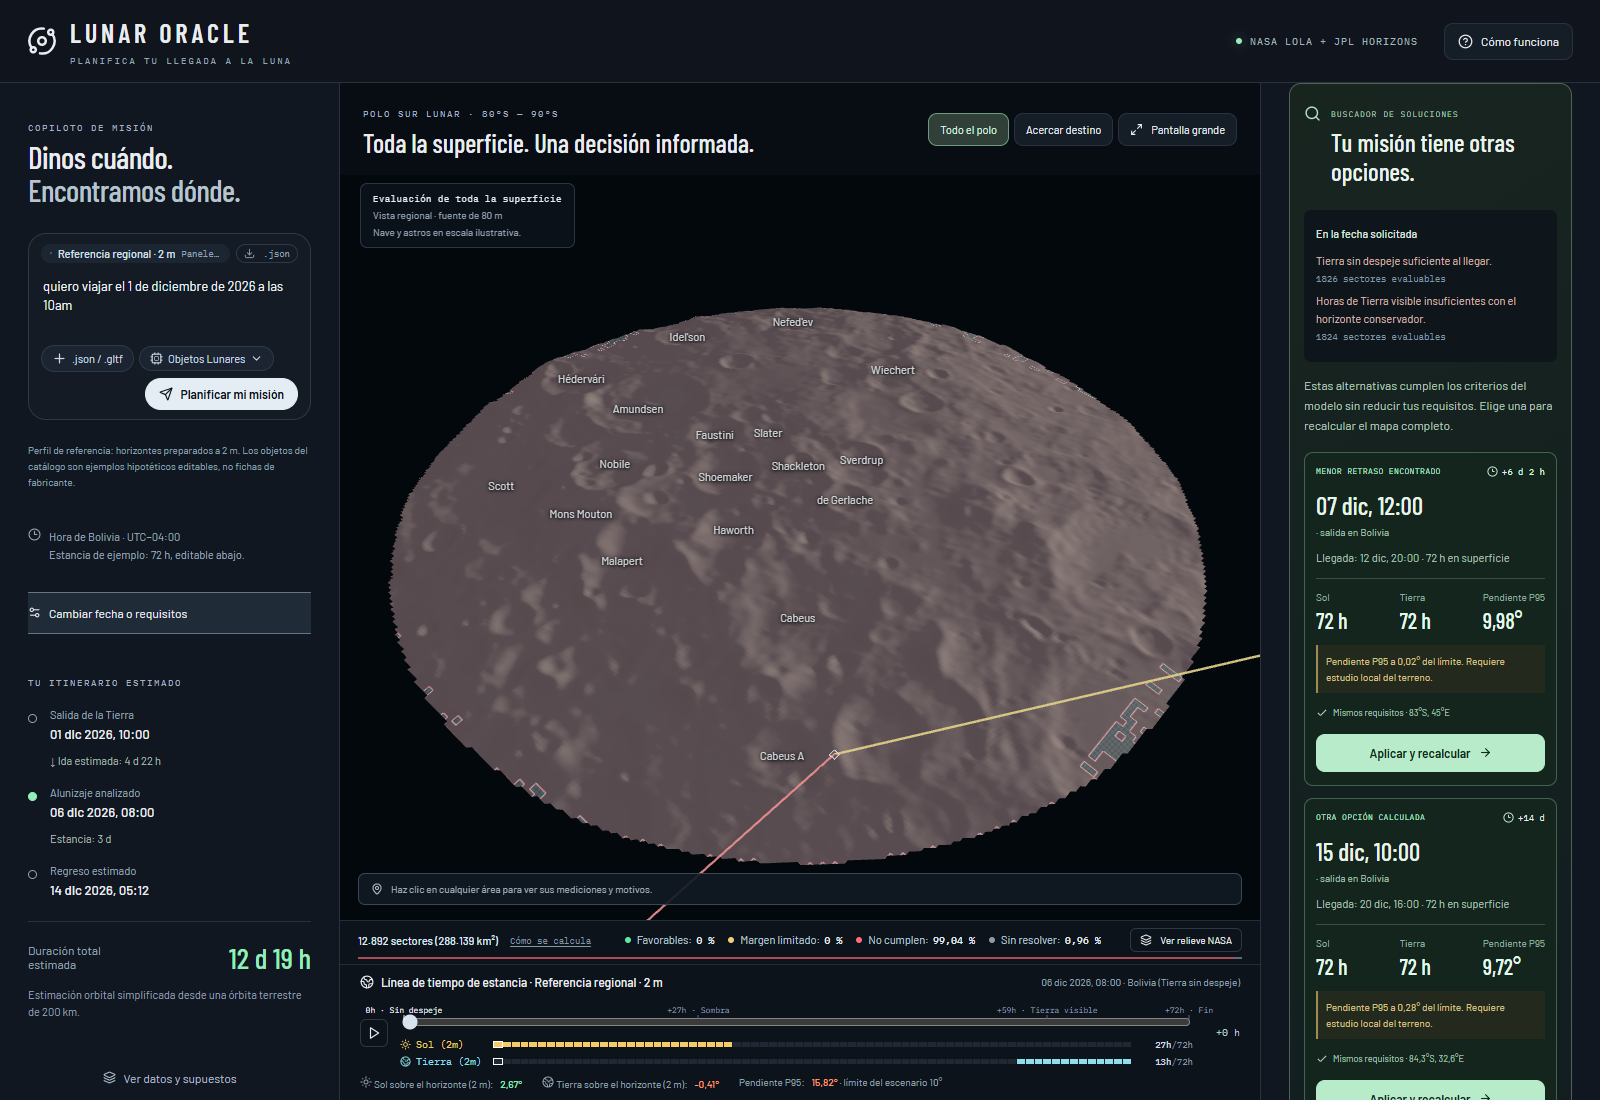 LUNAR ORACLE
PLANIFICA TU LLEGADA A LA LUNA
NASA LOLA + JPL HORIZONS
Cómo funciona
COPILOTO DE MISIÓN
Dinos cuándo.
Encontramos dónde.
Referencia regional · 2 m Panele…
.json
quiero viajar el 1 de diciembre de 2026 a las
10am
.json / .gltf
Objetos Lunares
Planificar mi misión
Perfil de referencia: horizontes preparados a 2 m. Los objetos del
catálogo son ejemplos hipotéticos editables, no fichas de
fabricante.
Hora de Bolivia · UTC−04:00
Estancia de ejemplo: 72 h, editable abajo.
Cambiar fecha o requisitos
TU ITINERARIO ESTIMADO
Salida de la Tierra
01 dic 2026, 10:00
↓ Ida estimada: 4 d 22 h
Alunizaje analizado
06 dic 2026, 08:00
Estancia: 3 d
Regreso estimado
14 dic 2026, 05:12
Duración total
estimada
12 d 19 h
Estimación orbital simplificada desde una órbita terrestre
de 200 km.
Ver datos y supuestos
POLO SUR LUNAR · 80°S — 90°S
Toda la superficie. Una decisión informada.
Todo el polo
Acercar destino
Pantalla grande
Evaluación de toda la superficie
Vista regional · fuente de 80 m
Nave y astros en escala ilustrativa.
Nefed'ev
Idel'son
Wiechert
Hédervári
Amundsen
Faustini
Slater
Nobile
Shoemaker
Shackleton
Sverdrup
Scott
de Gerlache
Mons Mouton
Haworth
Malapert
Cabeus
Cabeus A
Haz clic en cualquier área para ver sus mediciones y motivos.
12.892 sectores (288.139 km²)
Cómo se calcula
Favorables: 0 %
Margen limitado: 0 %
No cumplen: 99,04 %
Sin resolver: 0,96 %
Ver relieve NASA
Línea de tiempo de estancia · Referencia regional · 2 m
06 dic 2026, 08:00 · Bolivia (Tierra sin despeje)
0h · Sin despeje
+27h · Sombra
+59h · Tierra visible
+72h · Fin
+0 h
Sol (2m)
27h/72h
Tierra (2m)
13h/72h
Sol sobre el horizonte (2 m): 2,67°
Tierra sobre el horizonte (2 m): -0,41°
Pendiente P95: 15,82° · límite del escenario 10°
BUSCADOR DE SOLUCIONES
Tu misión tiene otras
opciones.
En la fecha solicitada
Tierra sin despeje suficiente al llegar.
1826 sectores evaluables
Horas de Tierra visible insuficientes con el
horizonte conservador.
1824 sectores evaluables
Estas alternativas cumplen los criterios del
modelo sin reducir tus requisitos. Elige una para
recalcular el mapa completo.
MENOR RETRASO ENCONTRADO
+6 d 2 h
07 dic, 12:00
· salida en Bolivia
Llegada: 12 dic, 20:00 · 72 h en superficie
Sol
Tierra
Pendiente P95
72 h
72 h
9,98°
Pendiente P95 a 0,02° del límite. Requiere
estudio local del terreno.
Mismos requisitos · 83°S, 45°E
Aplicar y recalcular →
OTRA OPCIÓN CALCULADA
+14 d
15 dic, 10:00
· salida en Bolivia
Llegada: 20 dic, 16:00 · 72 h en superficie
Sol
Tierra
Pendiente P95
72 h
72 h
9,72°
Pendiente P95 a 0,28° del límite. Requiere
estudio local del terreno.
Mismos requisitos · 84,3°S, 32,6°E
Aplicar y recalcular →